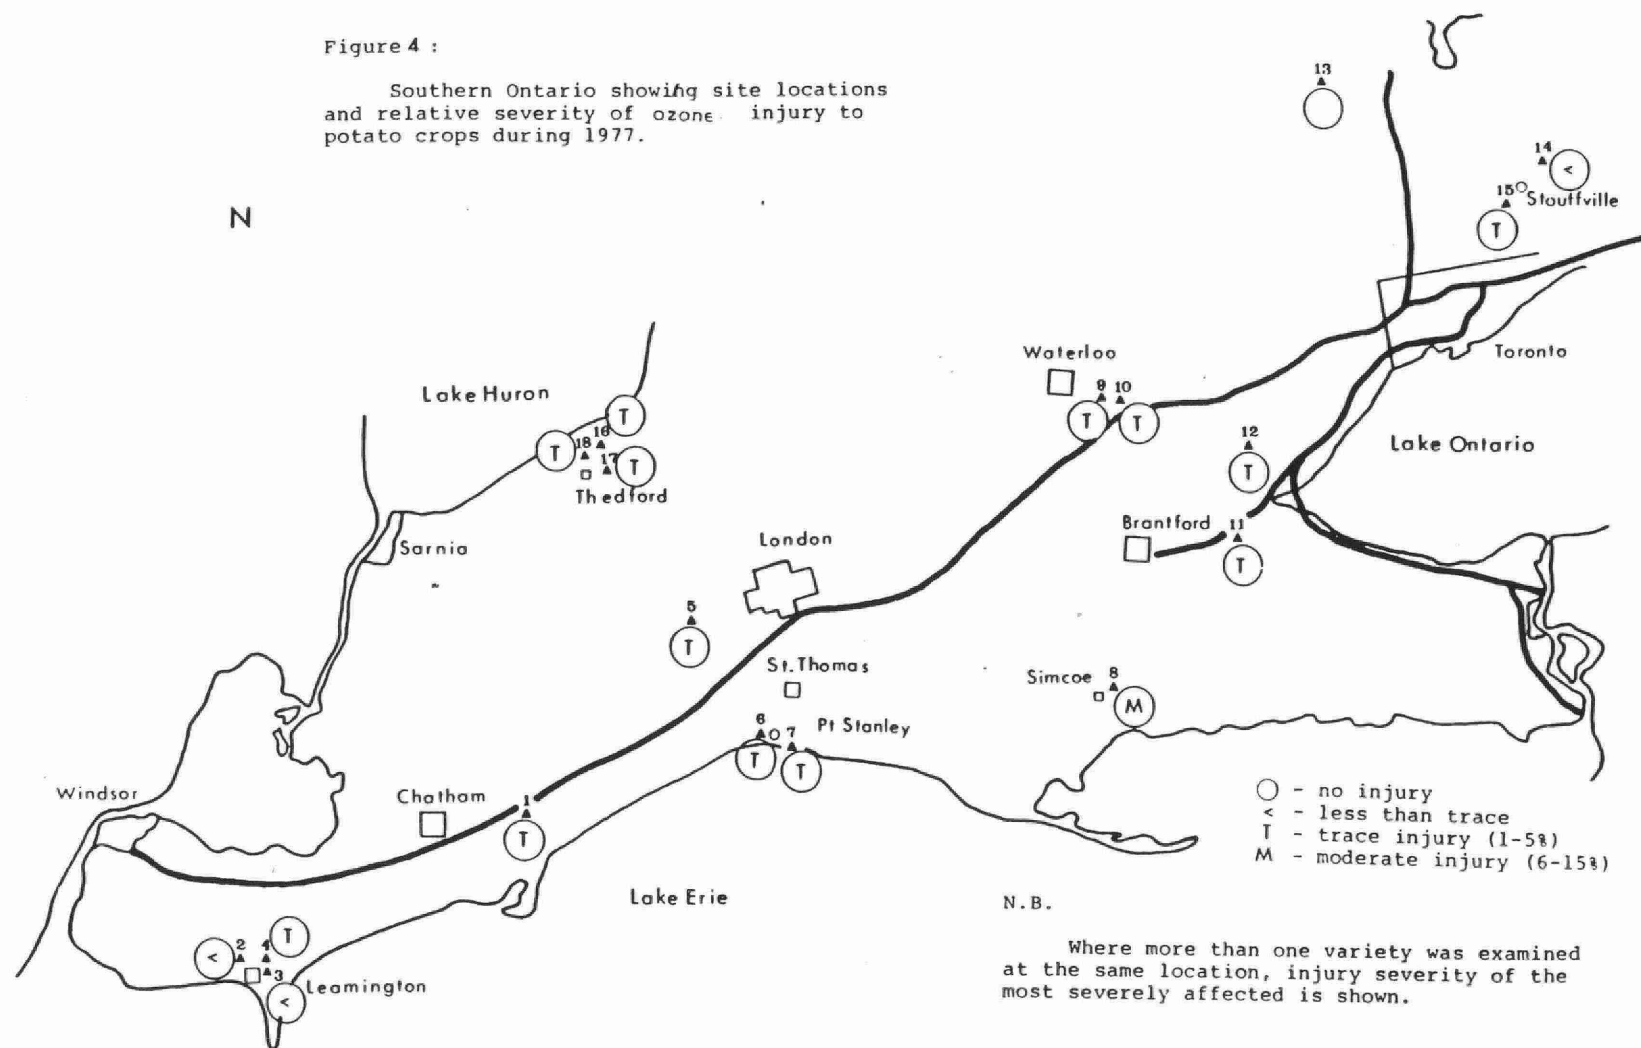 Figure 4 :
Southern Ontario showing site locations
and relative severity of ozone injury to
potato crops during 1977.
N
13
14
<
15
Stouffville
T
Toronto
Waterloo
9 10
T T
Lake Huron
T
16
18
T
17
T
Thedford
12
T
Lake Ontario
Brantford
11
T
Sarnia
London
5
T
St. Thomas
Simcoe
8
M
6
7
Pt Stanley
T
T
Windsor
Chatham
1
T
○ - no injury
< - less than trace
T - trace injury (1-5%)
M - moderate injury (6-15%)
Lake Erie
N.B.
Where more than one variety was examined
at the same location, injury severity of the
most severely affected is shown.
T
<
2
4
3
Leamington
<